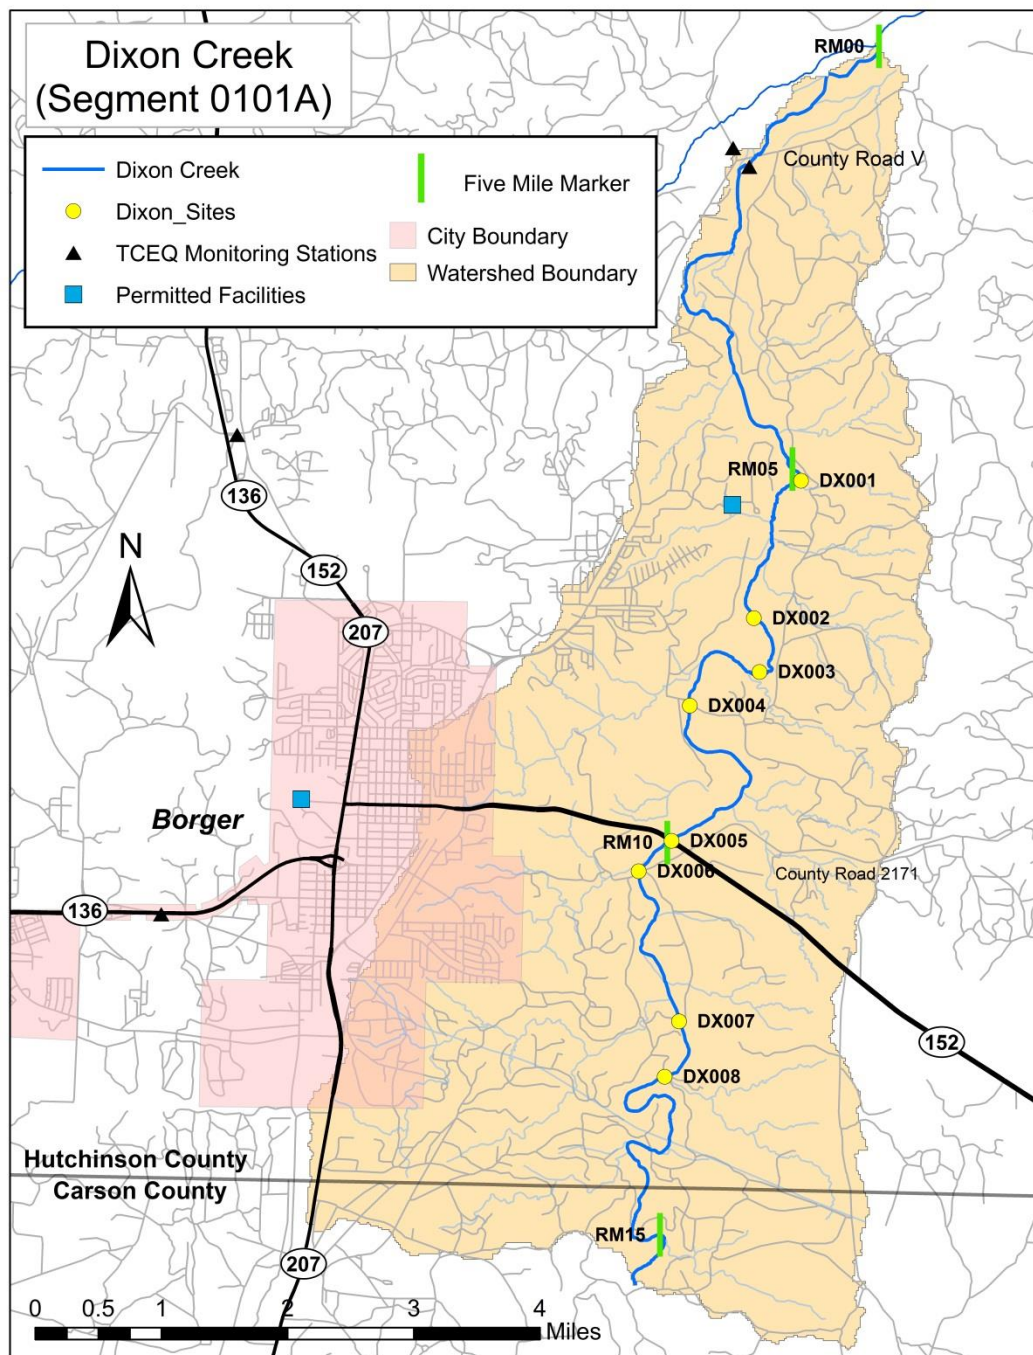 Dixon Creek
(Segment 0101A)
Dixon Creek
Dixon_Sites
TCEQ Monitoring Stations
Permitted Facilities
Five Mile Marker
City Boundary
Watershed Boundary
RM00
County Road V
136
RM05
DX001
N
152
207
DX002
DX003
DX004
Borger
RM10
DX005
DX006
County Road 2171
136
DX007
152
DX008
Hutchinson County
Carson County
RM15
207
0 0.5 1 2 3 4
Miles